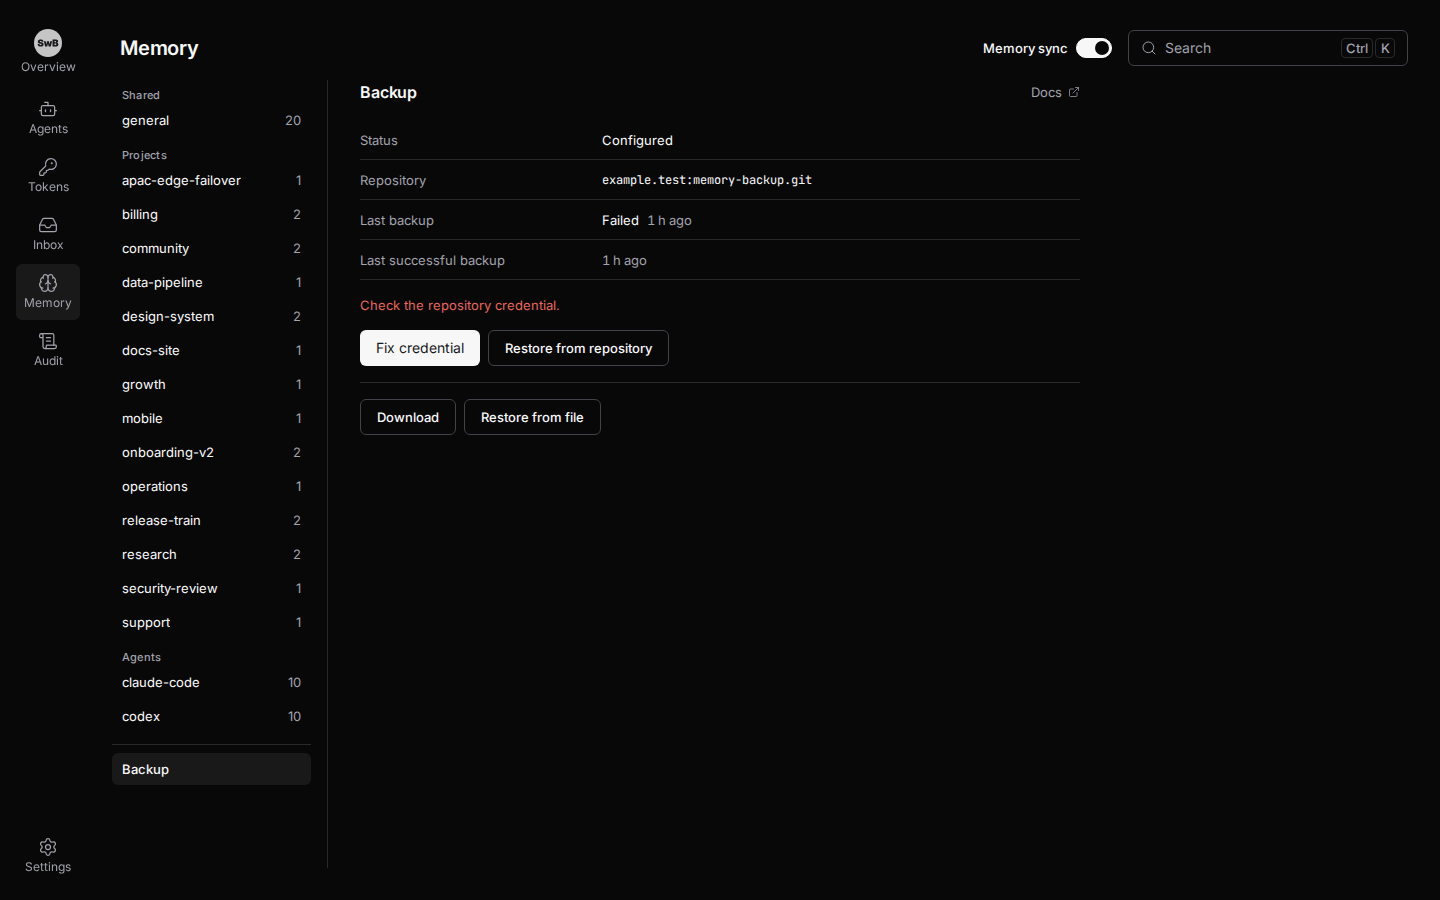 SwB
Overview
Agents
Tokens
Inbox
Memory
Audit
Settings
Memory
Memory sync
Search
Ctrl K
Shared
general 20
Projects
apac-edge-failover 1
billing 2
community 2
data-pipeline 1
design-system 2
docs-site 1
growth 1
mobile 1
onboarding-v2 2
operations 1
release-train 2
research 2
security-review 1
support 1
Agents
claude-code 10
codex 10
Backup
Backup
Docs
Status Configured
Repository example.test:memory-backup.git
Last backup Failed 1 h ago
Last successful backup 1 h ago
Check the repository credential.
Fix credential Restore from repository
Download Restore from file